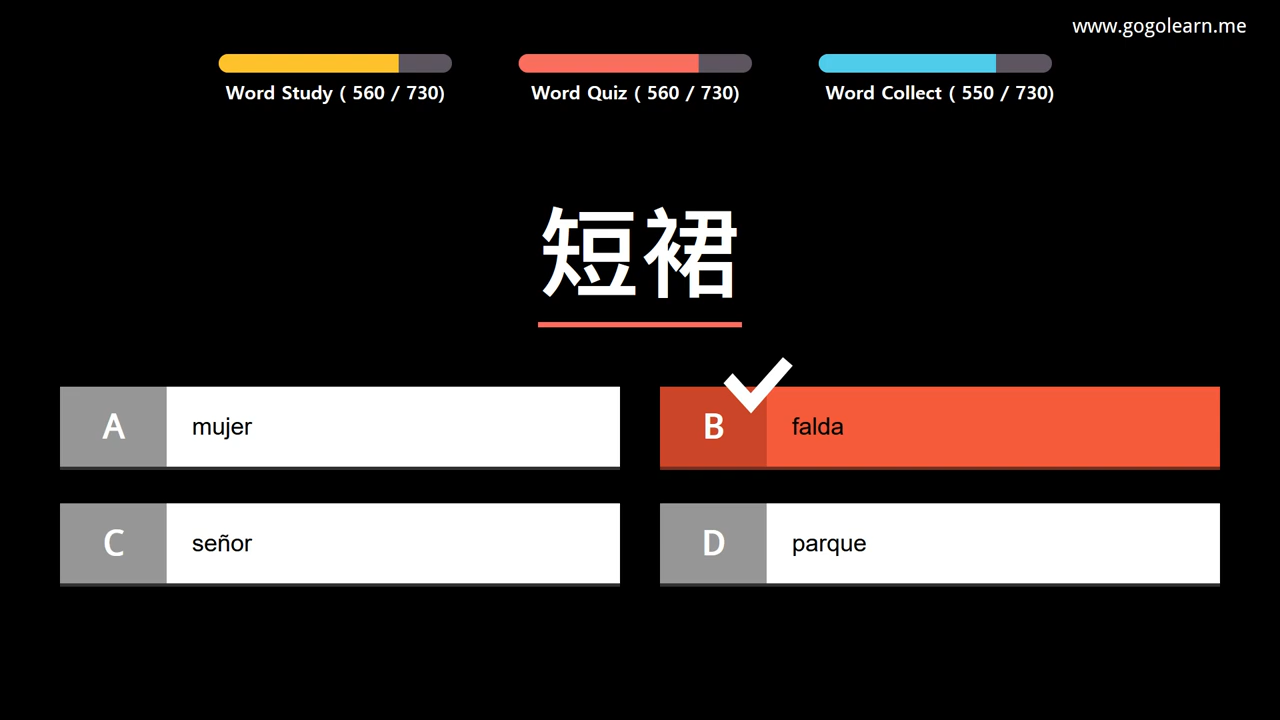 www.gogolearn.me
Word Study ( 560 / 730)
Word Quiz ( 560 / 730)
Word Collect ( 550 / 730)
短裙
A mujer
B falda
C señor
D parque